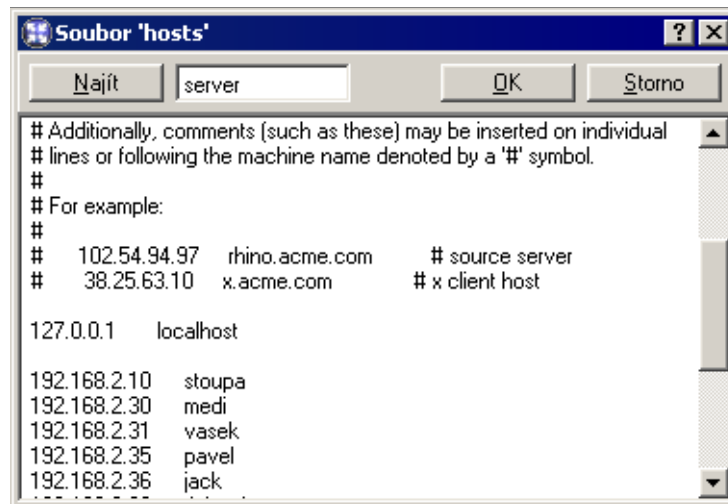 Soubor 'hosts'
Najít server OK Storno
# Additionally, comments (such as these) may be inserted on individual
# lines or following the machine name denoted by a '#' symbol.
#
# For example:
#
# 102.54.94.97 rhino.acme.com # source server
# 38.25.63.10 x.acme.com # x client host
127.0.0.1 localhost
192.168.2.10 stoupa
192.168.2.30 medi
192.168.2.31 vasek
192.168.2.35 pavel
192.168.2.36 jack